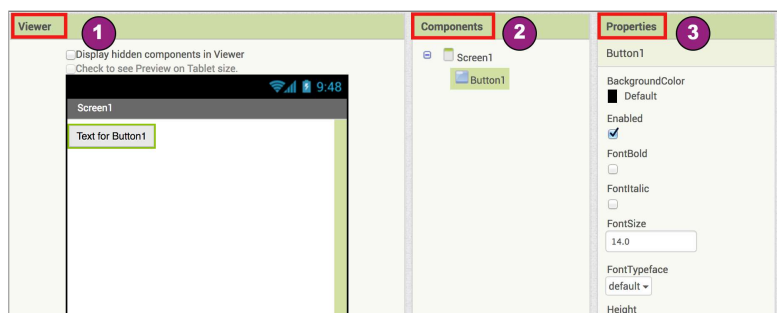 Viewer
1
Display hidden components in Viewer
Check to see Preview on Tablet size.
9:48
Screen1
Text for Button1
Components
2
Screen1
Button1
Properties
3
Button1
BackgroundColor
Default
Enabled
FontBold
FontItalic
FontSize
14.0
FontTypeface
default
Height